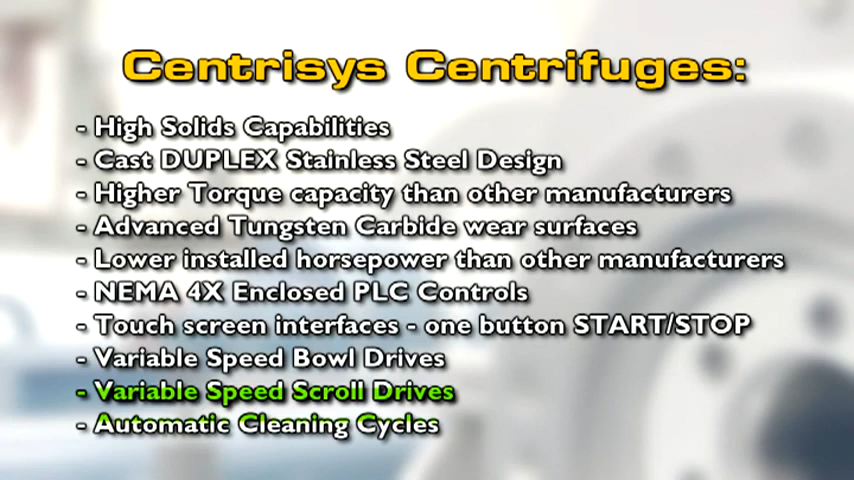 Centrisys Centrifuges:
- High Solids Capabilities
- Cast DUPLEX Stainless Steel Design
- Higher Torque capacity than other manufacturers
- Advanced Tungsten Carbide wear surfaces
- Lower installed horsepower than other manufacturers
- NEMA 4X Enclosed PLC Controls
- Touch screen interfaces - one button START/STOP
- Variable Speed Bowl Drives
- Variable Speed Scroll Drives
- Automatic Cleaning Cycles